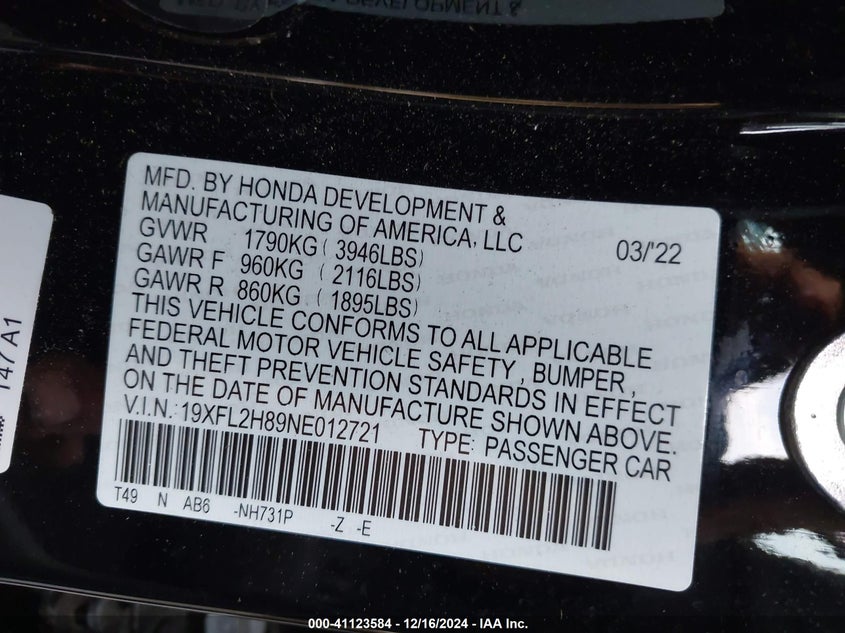 MFD. BY HONDA DEVELOPMENT &
MANUFACTURING OF AMERICA, LLC
GVWR 1790KG ( 3946LBS) 03/'22
GAWR F 960KG ( 2116LBS)
GAWR R 860KG ( 1895LBS)
THIS VEHICLE CONFORMS TO ALL APPLICABLE
FEDERAL MOTOR VEHICLE SAFETY , BUMPER ,
AND THEFT PREVENTION STANDARDS IN EFFECT
ON THE DATE OF MANUFACTURE SHOWN ABOVE.
V.I.N.: 19XFL2H89NE012721 TYPE: PASSENGER CAR
T49 N AB6 -NH731P -Z -E
147A1
000-41123584 - 12/16/2024 - IAA Inc.